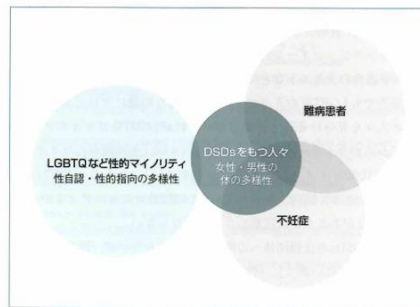 難病患者
DSDsをもつ人々
女性・男性の
体の多様性
LGBTQなど性的マイノリティ
性自認・性的指向の多様性
不妊症